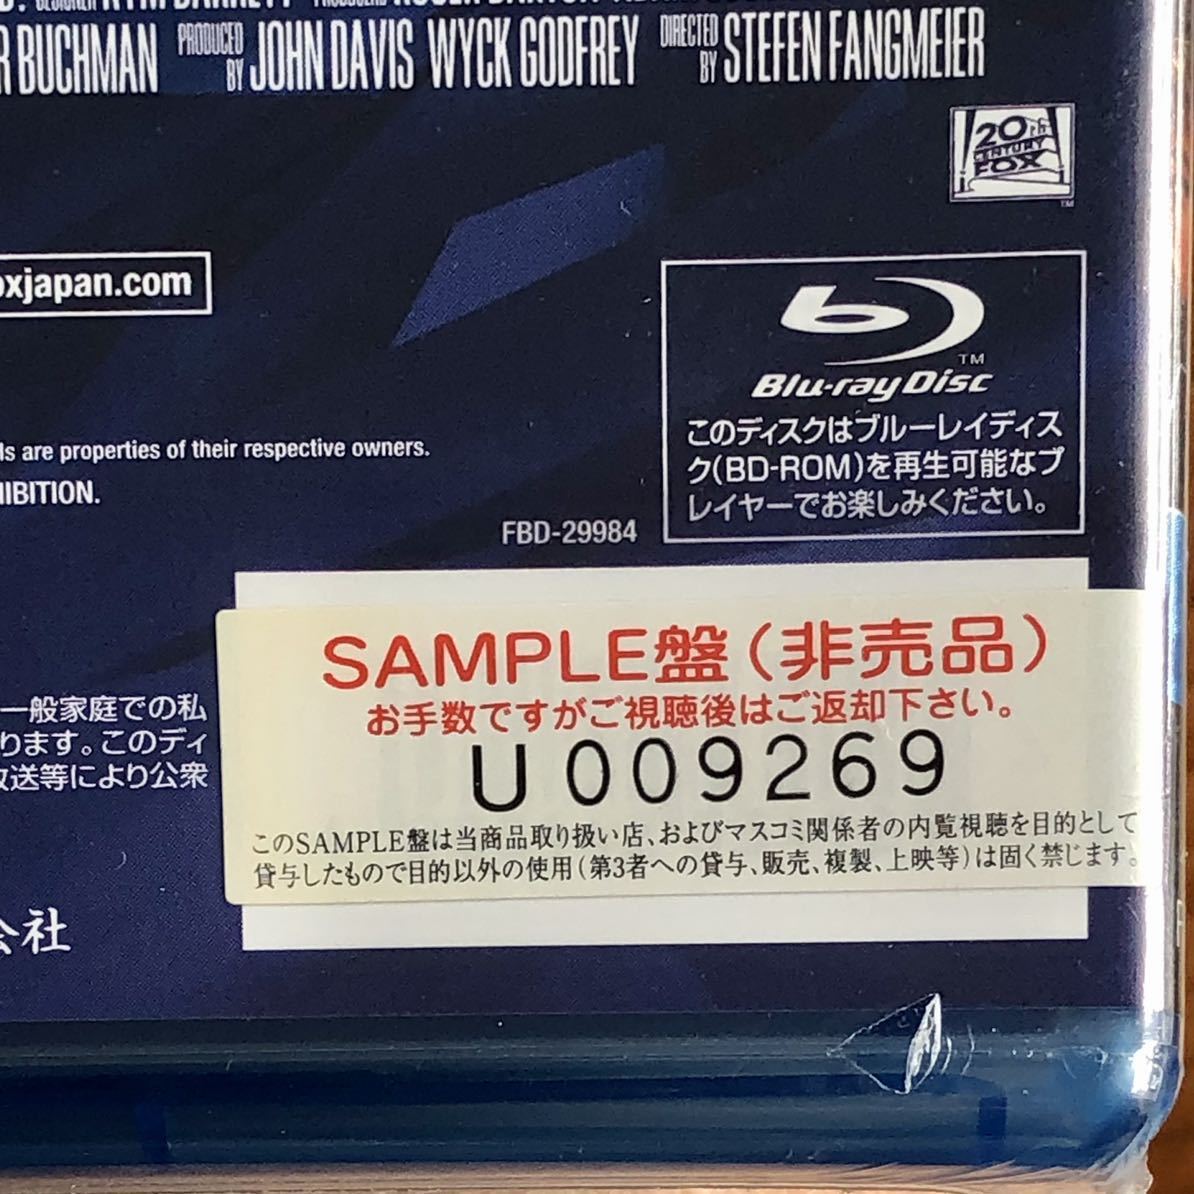 BUCHMAN PRODUCED BY JOHN DAVIS WYCK GODFREY DIRECTED BY STEFEN FANGMEIER
20TH
CENTURY
FOX
TM
oxjapan.com
TM
Blu-ray Disc
このディスクはブルーレイディス
ク(BD-ROM)を再生可能なプ
レイヤーでお楽しみください。
ls are properties of their respective owners.
HIBITION.
FBD-29984
SAMPLE盤(非売品)
お手数ですがご視聴後はご返却下さい。
U009269
このSAMPLE盤は当商品取り扱い店、およびマスコミ関係者の内覧視聴を目的として
貸与したもので目的以外の使用(第3者への貸与、販売、複製、上映等)は固く禁じます。
一般家庭での私
ります。このディ
放送等により公衆
会社